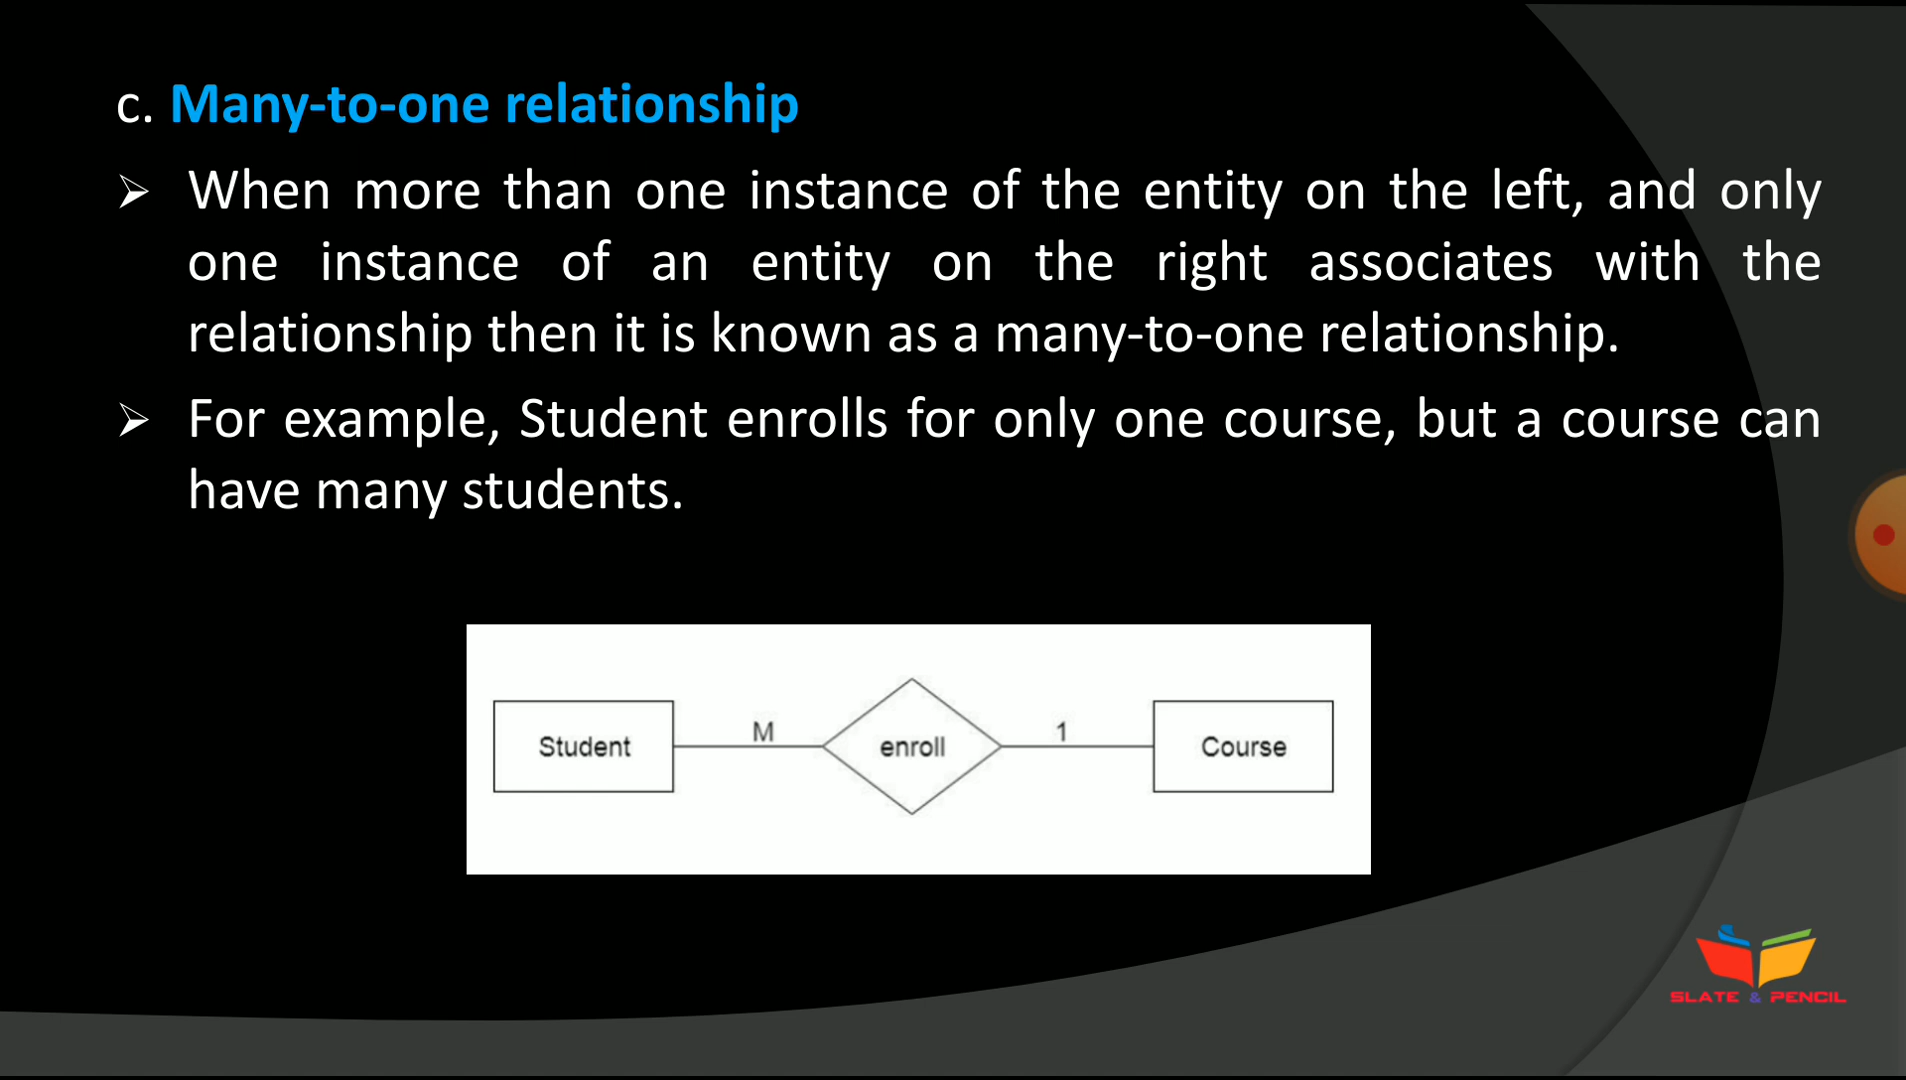 c. Many-to-one relationship
➢ When more than one instance of the entity on the left, and only
one instance of an entity on the right associates with the
relationship then it is known as a many-to-one relationship.
➢ For example, Student enrolls for only one course, but a course can
have many students.
Student M enroll 1 Course
SLATE & PENCIL